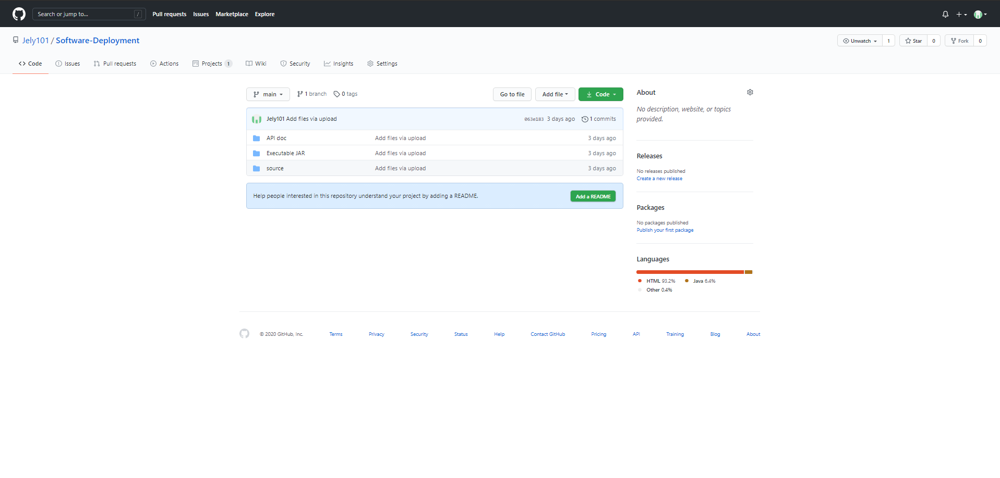 Search or jump to... /
Pull requests Issues Marketplace Explore
Jely101 / Software-Deployment
Unwatch 1 Star 0 Fork 0
Code Issues Pull requests Actions Projects 1 Wiki Security Insights Settings
main 1 branch 0 tags
Go to file Add file Code
Jely101 Add files via upload 063e183 3 days ago 1 commits
API doc Add files via upload 3 days ago
Executable JAR Add files via upload 3 days ago
source Add files via upload 3 days ago
Help people interested in this repository understand your project by adding a README. Add a README
About
No description, website, or topics
provided.
Releases
No releases published
Create a new release
Packages
No packages published
Publish your first package
Languages
HTML 93.2% Java 6.4%
Other 0.4%
© 2020 GitHub, Inc. Terms Privacy Security Status Help Contact GitHub Pricing API Training Blog About